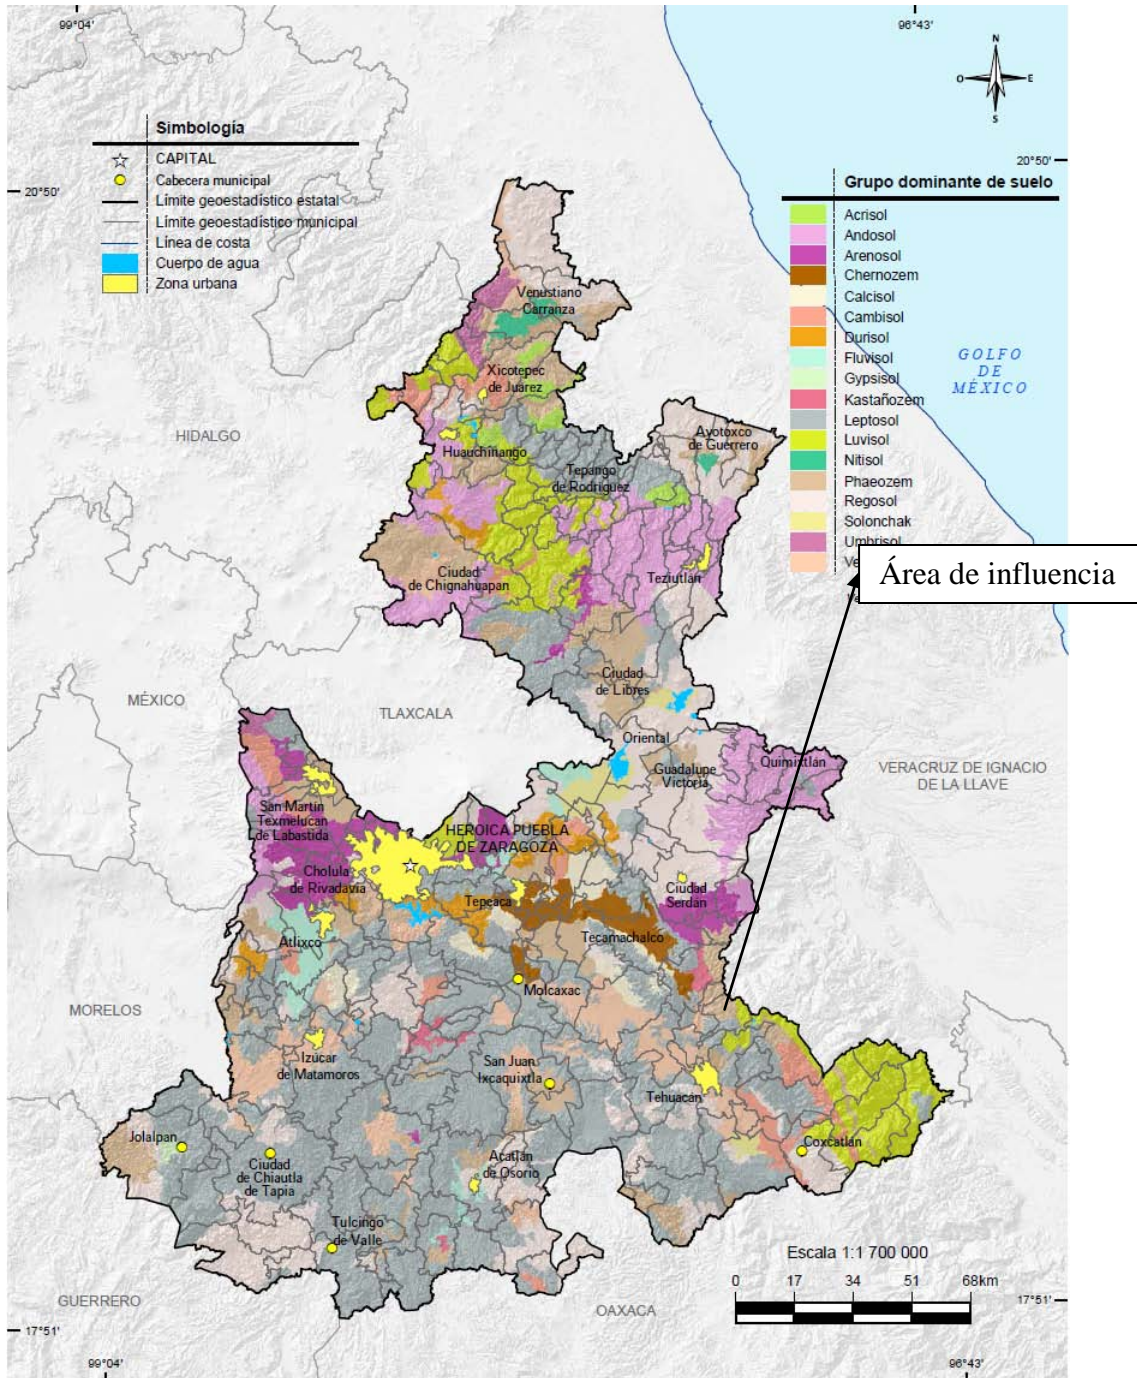 99°04'
96°43'
N
O
E
S
Simbología
CAPITAL
Cabecera municipal
Límite geoestadístico estatal
Límite geoestadístico municipal
Línea de costa
Cuerpo de agua
Zona urbana
20°50'
20°50'
Grupo dominante de suelo
Acrisol
Andosol
Arenosol
Chernozem
Calcisol
Cambisol
Durisol
Fluvisol
Gypsisol
Kastañozem
Leptosol
Luvisol
Nitisol
Phaeozem
Regosol
Solonchak
Umbrisol
Área de influencia
GOLFO
DE
MÉXICO
Venustiano
Carranza
Xicotepec
de Juárez
HIDALGO
Huauchinango
Ayotoxco
de Guerrero
Tepango
de Rodríguez
Ciudad
de Chignahuapan
Teziutlán
Ciudad
de Libres
MÉXICO
TLAXCALA
Oriental
Guadalupe
Victoria
Quimixtlán
VERACRUZ DE IGNACIO
DE LA LLAVE
San Martín
Texmelucan
de Labastida
HEROICA PUEBLA
DE ZARAGOZA
Cholula
de Rivadavia
Ciudad
Serdán
Tepeaca
Atlixco
Tecamachalco
Molcaxac
MORELOS
Izúcar
de Matamoros
San Juan
Ixcaquixtla
Tehuacán
Jolalpan
Ciudad
de Chiautla
de Tapia
Acatlán
de Osorio
Coxcatlán
Tulcingo
de Valle
Escala 1:1 700 000
0 17 34 51 68km
GUERRERO
OAXACA
17°51'
17°51'
99°04'
96°43'